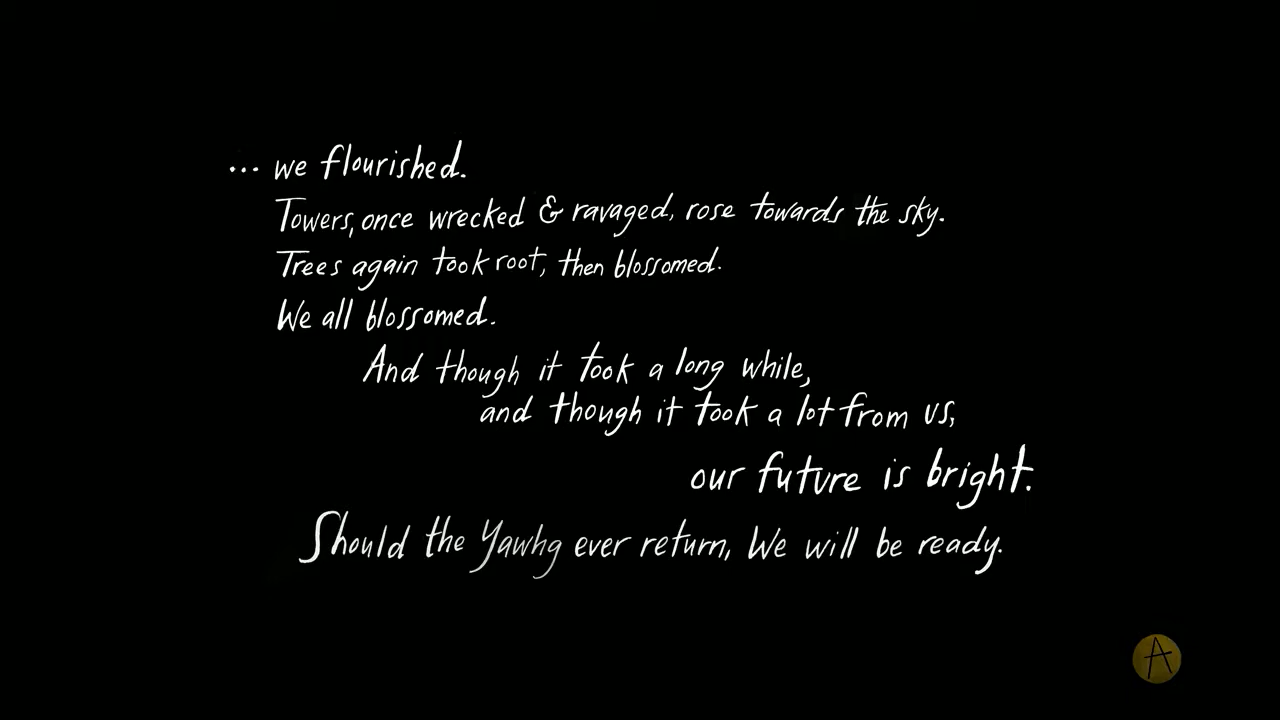 ... we flourished.
Towers, once wrecked & ravaged, rose towards the sky.
Trees again took root, then blossomed.
We all blossomed.
And though it took a long while,
and though it took a lot from us,
our future is bright.
Should the Yawhg ever return, We will be ready.
A